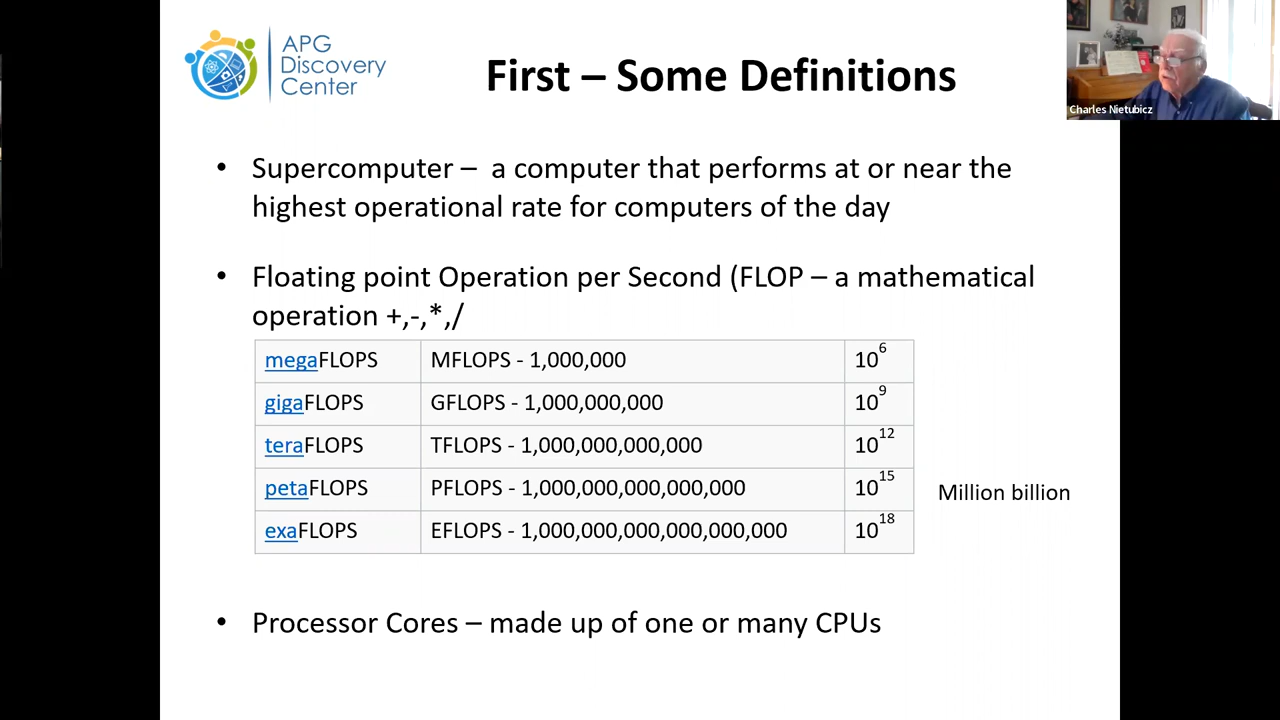 APG
Discovery
Center
First – Some Definitions
Charles Nietubicz
• Supercomputer – a computer that performs at or near the
highest operational rate for computers of the day
• Floating point Operation per Second (FLOP – a mathematical
operation +,-,*,/
megaFLOPS MFLOPS - 1,000,000 10^6
gigaFLOPS GFLOPS - 1,000,000,000 10^9
teraFLOPS TFLOPS - 1,000,000,000,000 10^12
petaFLOPS PFLOPS - 1,000,000,000,000,000 10^15 Million billion
exaFLOPS EFLOPS - 1,000,000,000,000,000,000 10^18
• Processor Cores – made up of one or many CPUs